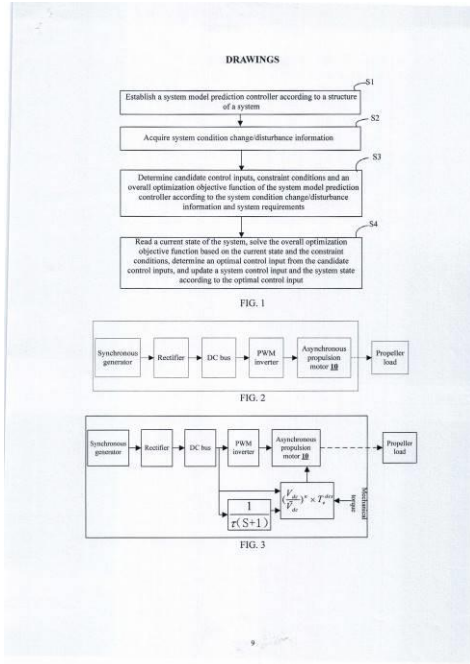 DRAWINGS
S1
Establish a system model prediction controller according to a structure
of a system
S2
Acquire system condition change/disturbance information
S3
Determine candidate control inputs, constraint conditions and an
overall optimization objective function of the system model prediction
controller according to the system condition change/disturbance
information and system requirements
S4
Read a current state of the system, solve the overall optimization
objective function based on the current state and the constraint
conditions, determine an optimal control input from the candidate
control inputs, and update a system control input and the system state
according to the optimal control input
FIG. 1
Synchronous
generator
Rectifier
DC bus
PWM
inverter
Asynchronous
propulsion
motor 10
Propeller
load
FIG. 2
Synchronous
generator
Rectifier
DC bus
PWM
inverter
Asynchronous
propulsion
motor 10
Propeller
load
1
τ(S+1)
Mechanical
torque
FIG. 3
9